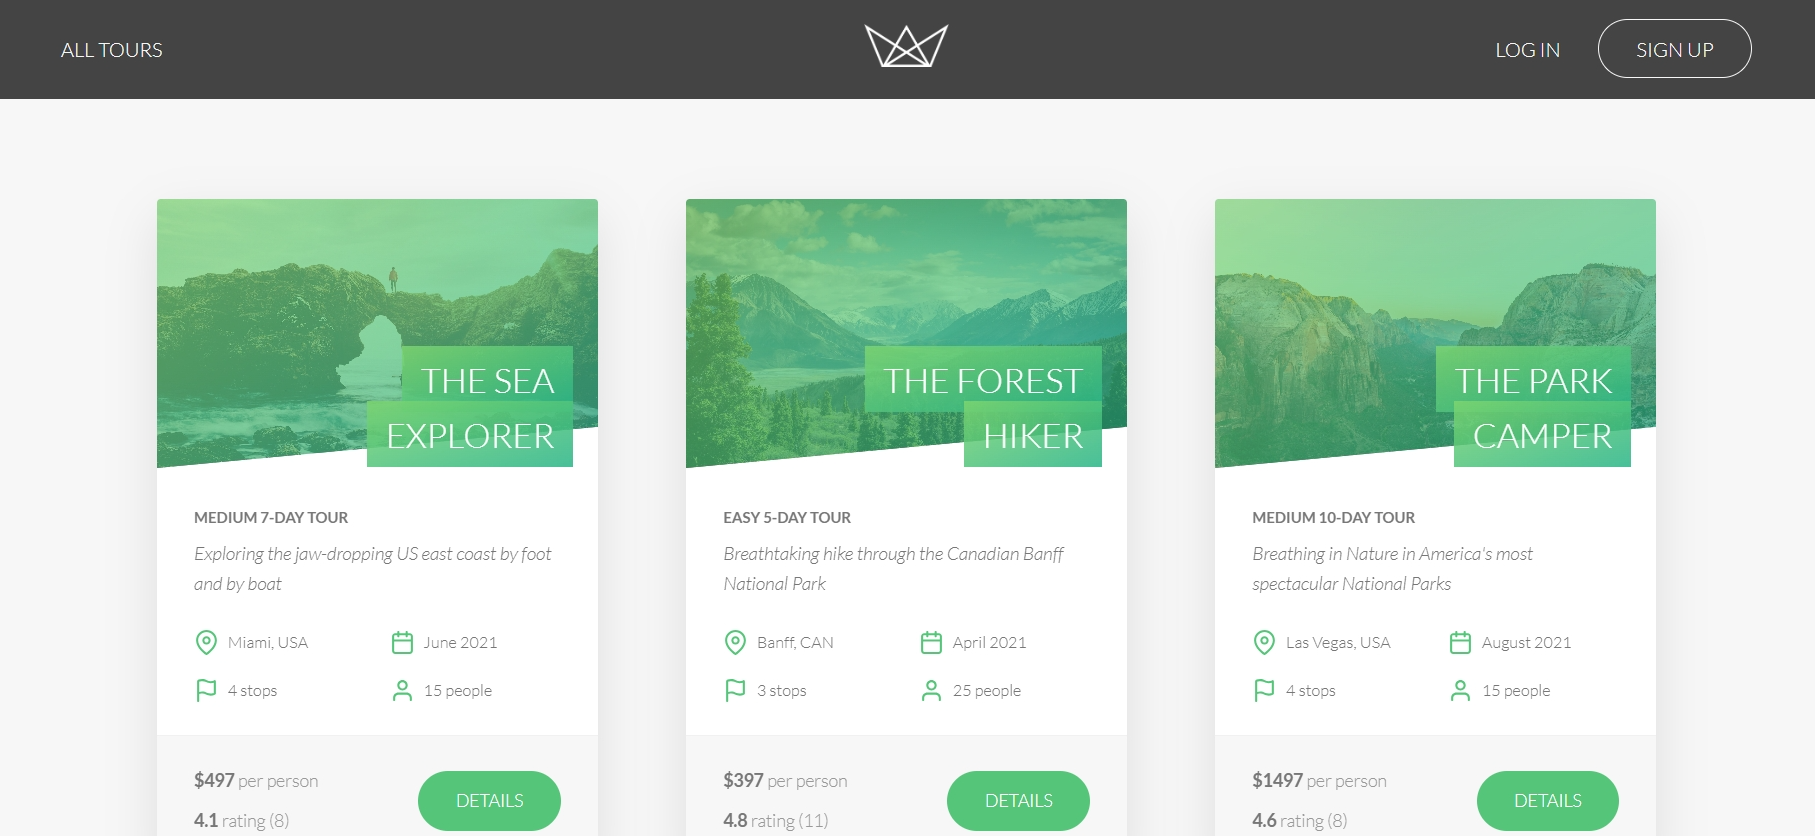 ALL TOURS
LOG IN
SIGN UP
THE SEA
EXPLORER
MEDIUM 7-DAY TOUR
Exploring the jaw-dropping US east coast by foot
and by boat
Miami, USA
June 2021
4 stops
15 people
$497 per person
4.1 rating (8)
DETAILS
THE FOREST
HIKER
EASY 5-DAY TOUR
Breathtaking hike through the Canadian Banff
National Park
Banff, CAN
April 2021
3 stops
25 people
$397 per person
4.8 rating (11)
DETAILS
THE PARK
CAMPER
MEDIUM 10-DAY TOUR
Breathing in Nature in America's most
spectacular National Parks
Las Vegas, USA
August 2021
4 stops
15 people
$1497 per person
4.6 rating (8)
DETAILS